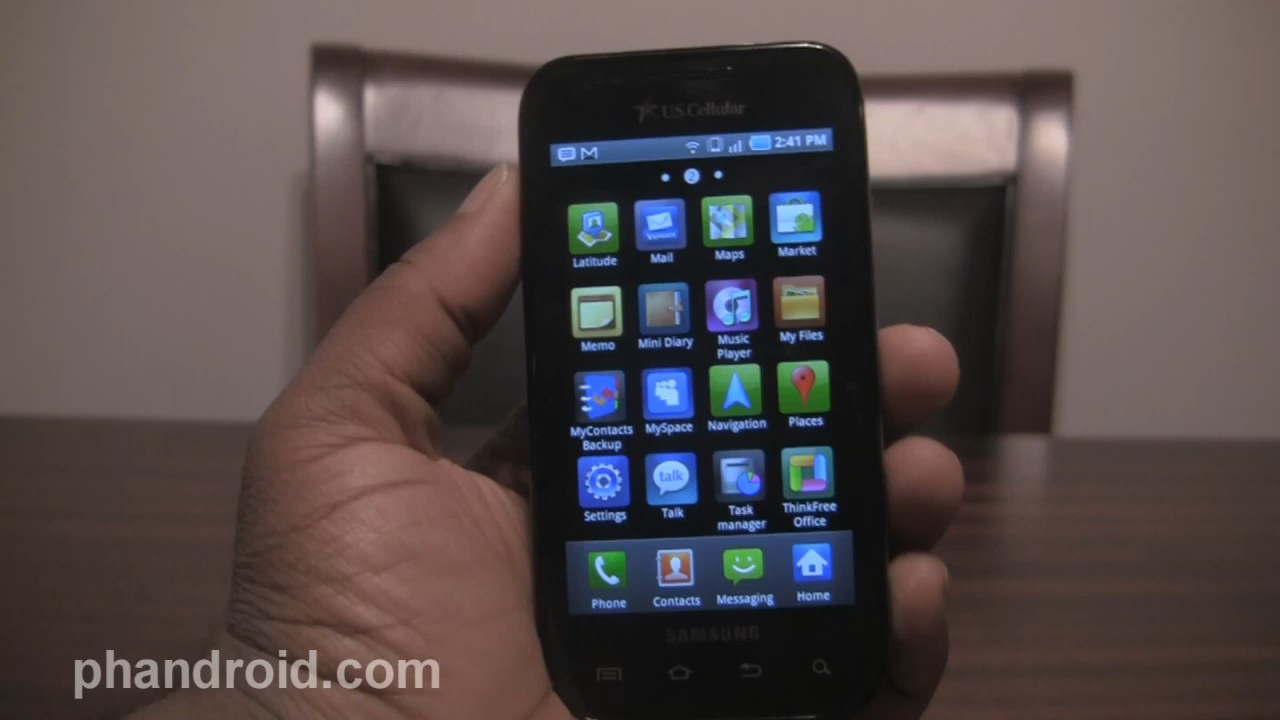 U.S. Cellular
2:41 PM
2
Latitude
Mail
Maps
Market
Memo
Mini Diary
Music
Player
My Files
MyContacts
Backup
MySpace
Navigation
Places
Settings
talk
Talk
Task
manager
ThinkFree
Office
Phone
Contacts
Messaging
Home
SAMSUNG
phandroid.com